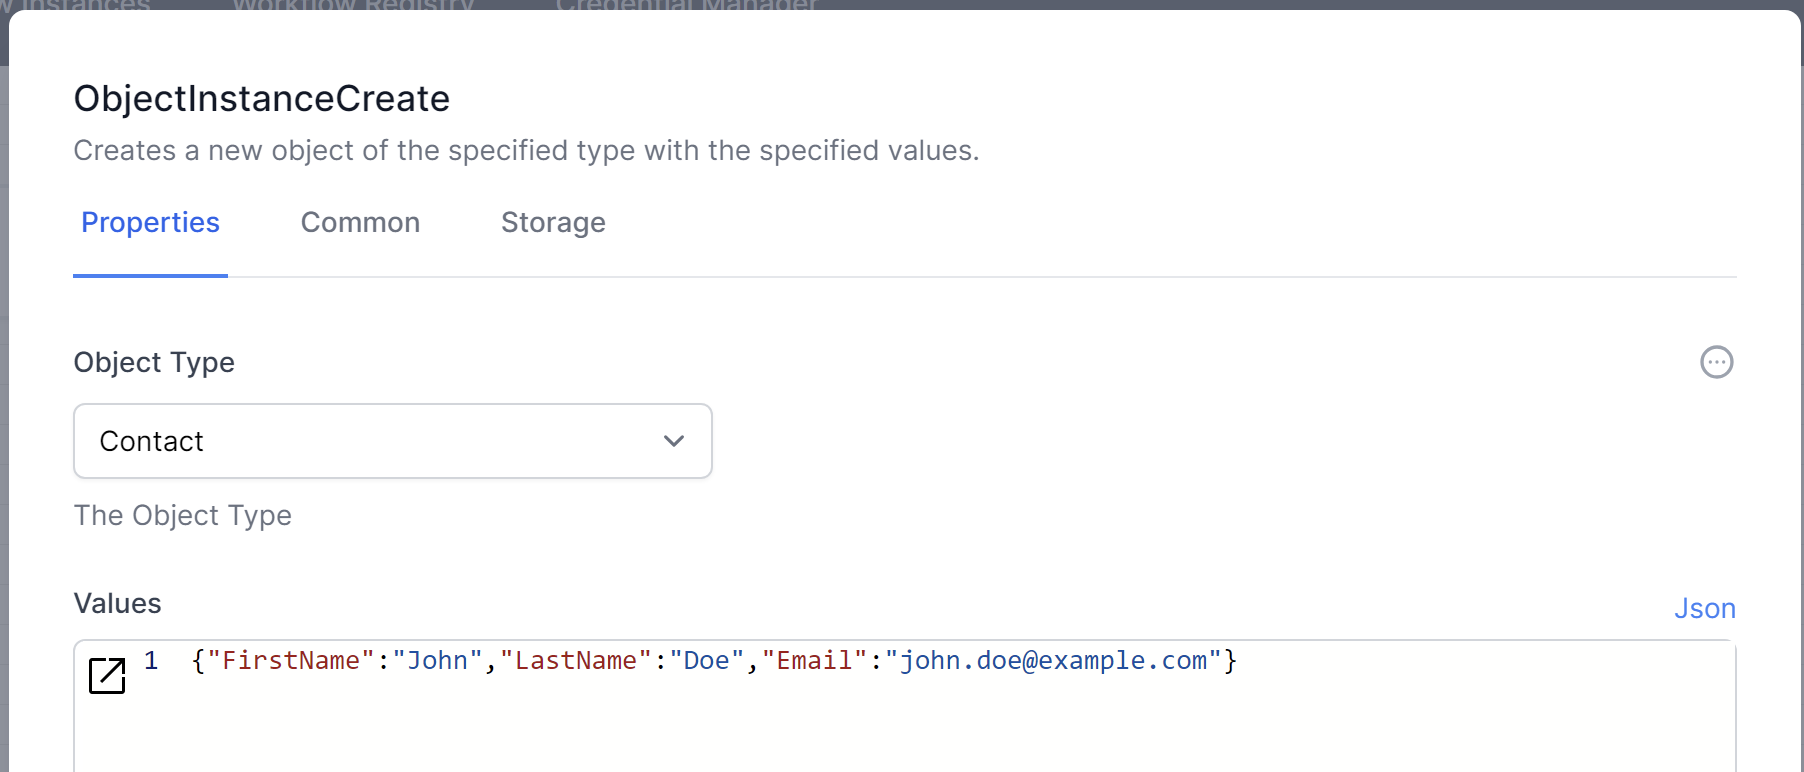 w Instances Workflow Registry Credential Manager
ObjectInstanceCreate
Creates a new object of the specified type with the specified values.
Properties Common Storage
Object Type
Contact
The Object Type
Values
Json
1 {"FirstName":"John","LastName":"Doe","Email":"john.doe@example.com"}